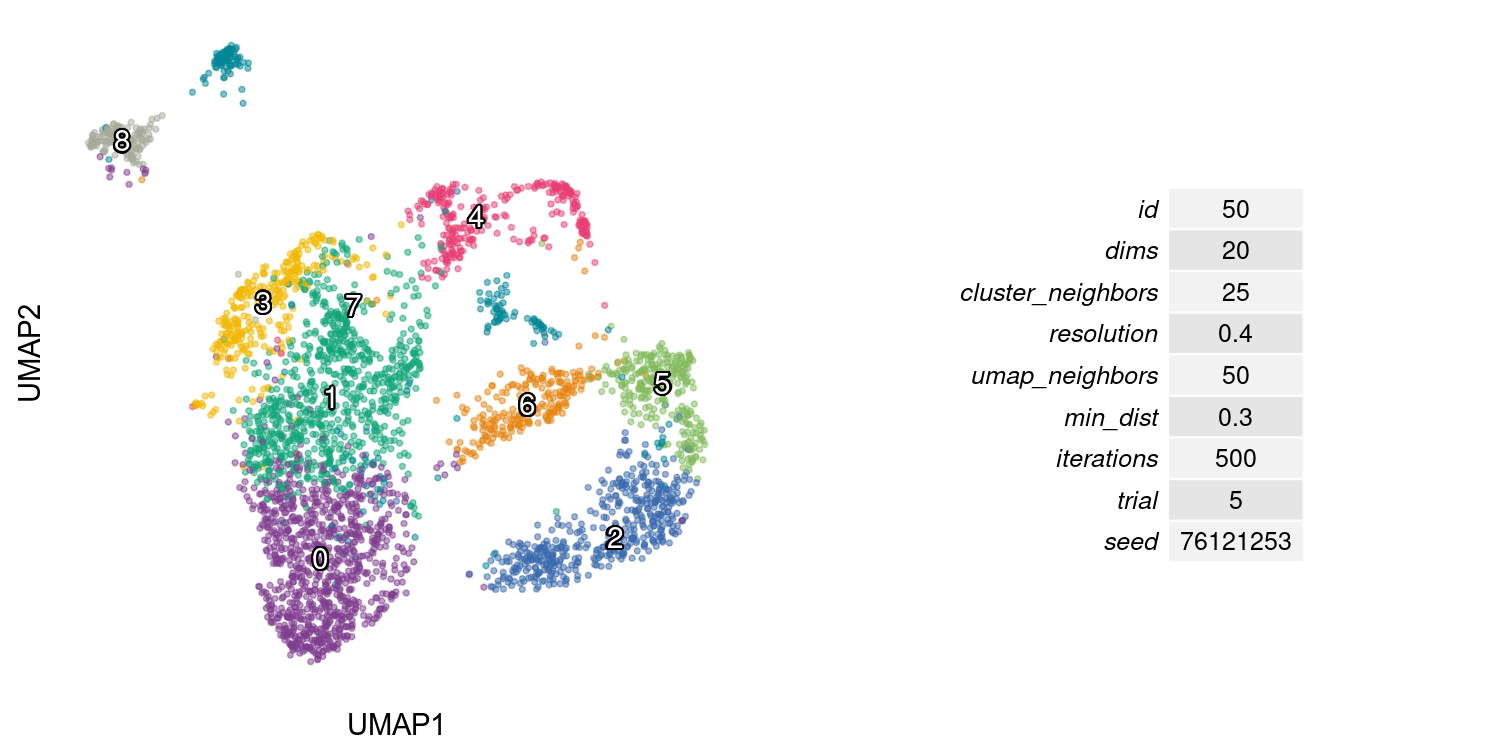 8
4
3
7
5
1
6
2
0
UMAP1
UMAP2
id 50
dims 20
cluster_neighbors 25
resolution 0.4
umap_neighbors 50
min_dist 0.3
iterations 500
trial 5
seed 76121253